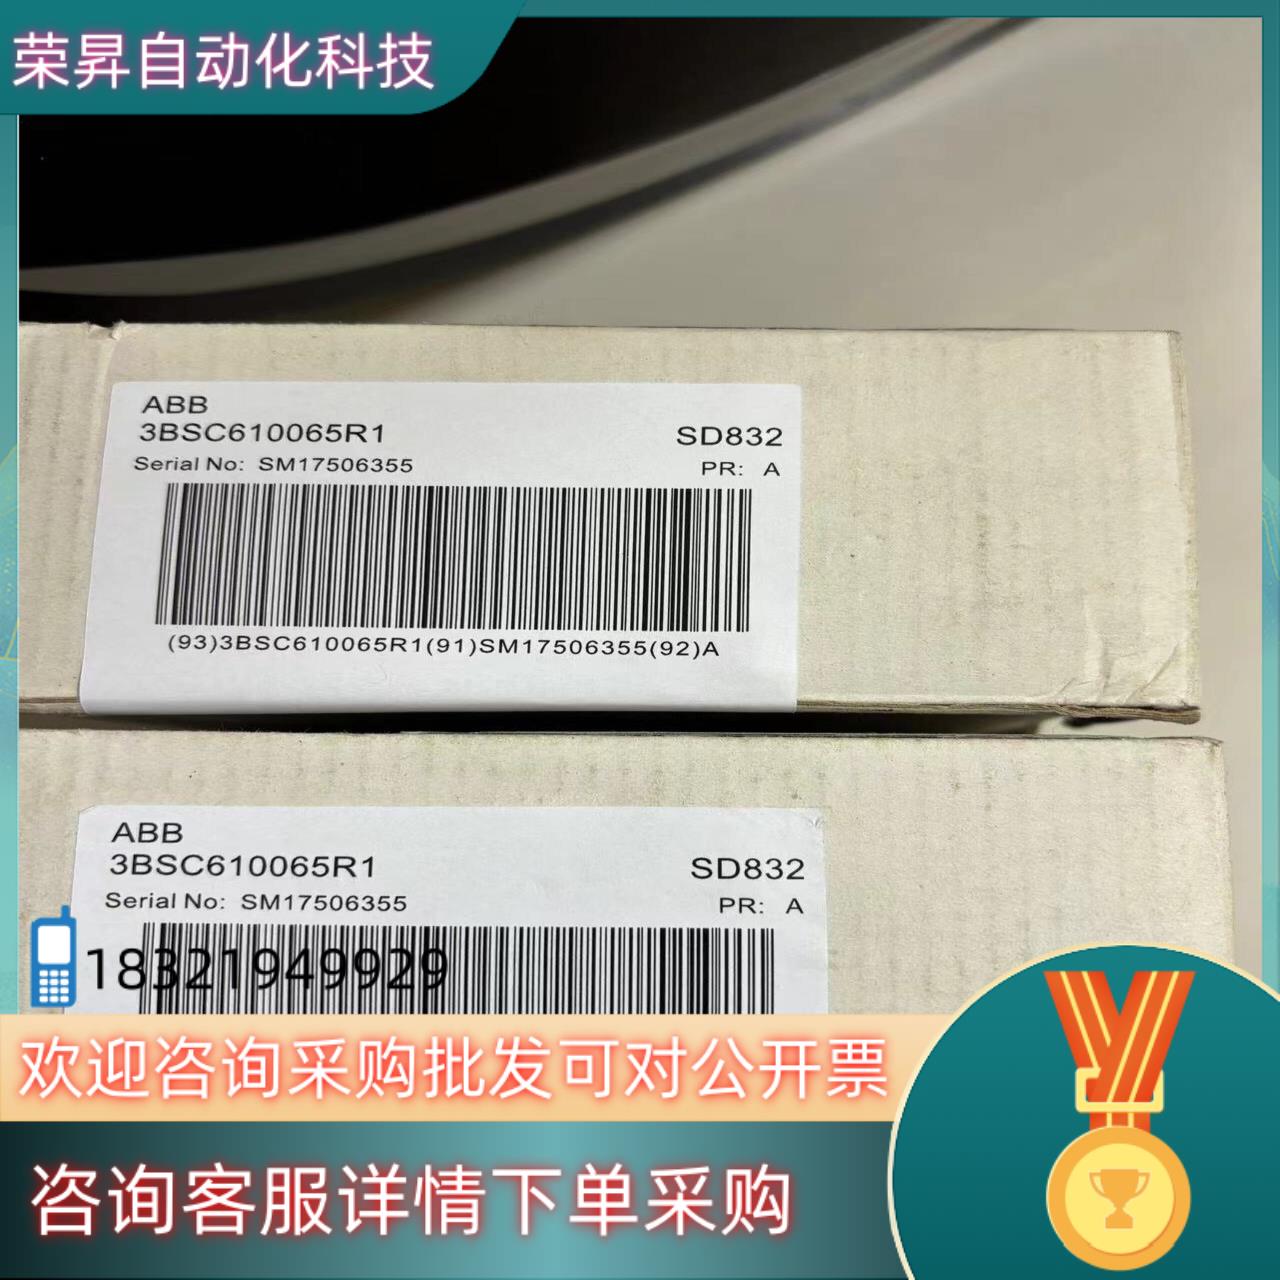 荣昇自动化科技
ABB
3BSC610065R1
SD832
Serial No: SM17506355
PR: A
(93)3BSC610065R1(91)SM17506355(92)A
ABB
3BSC610065R1
SD832
Serial No: SM17506355
PR: A
18321949929
欢迎咨询采购批发可对公开票
咨询客服详情下单采购